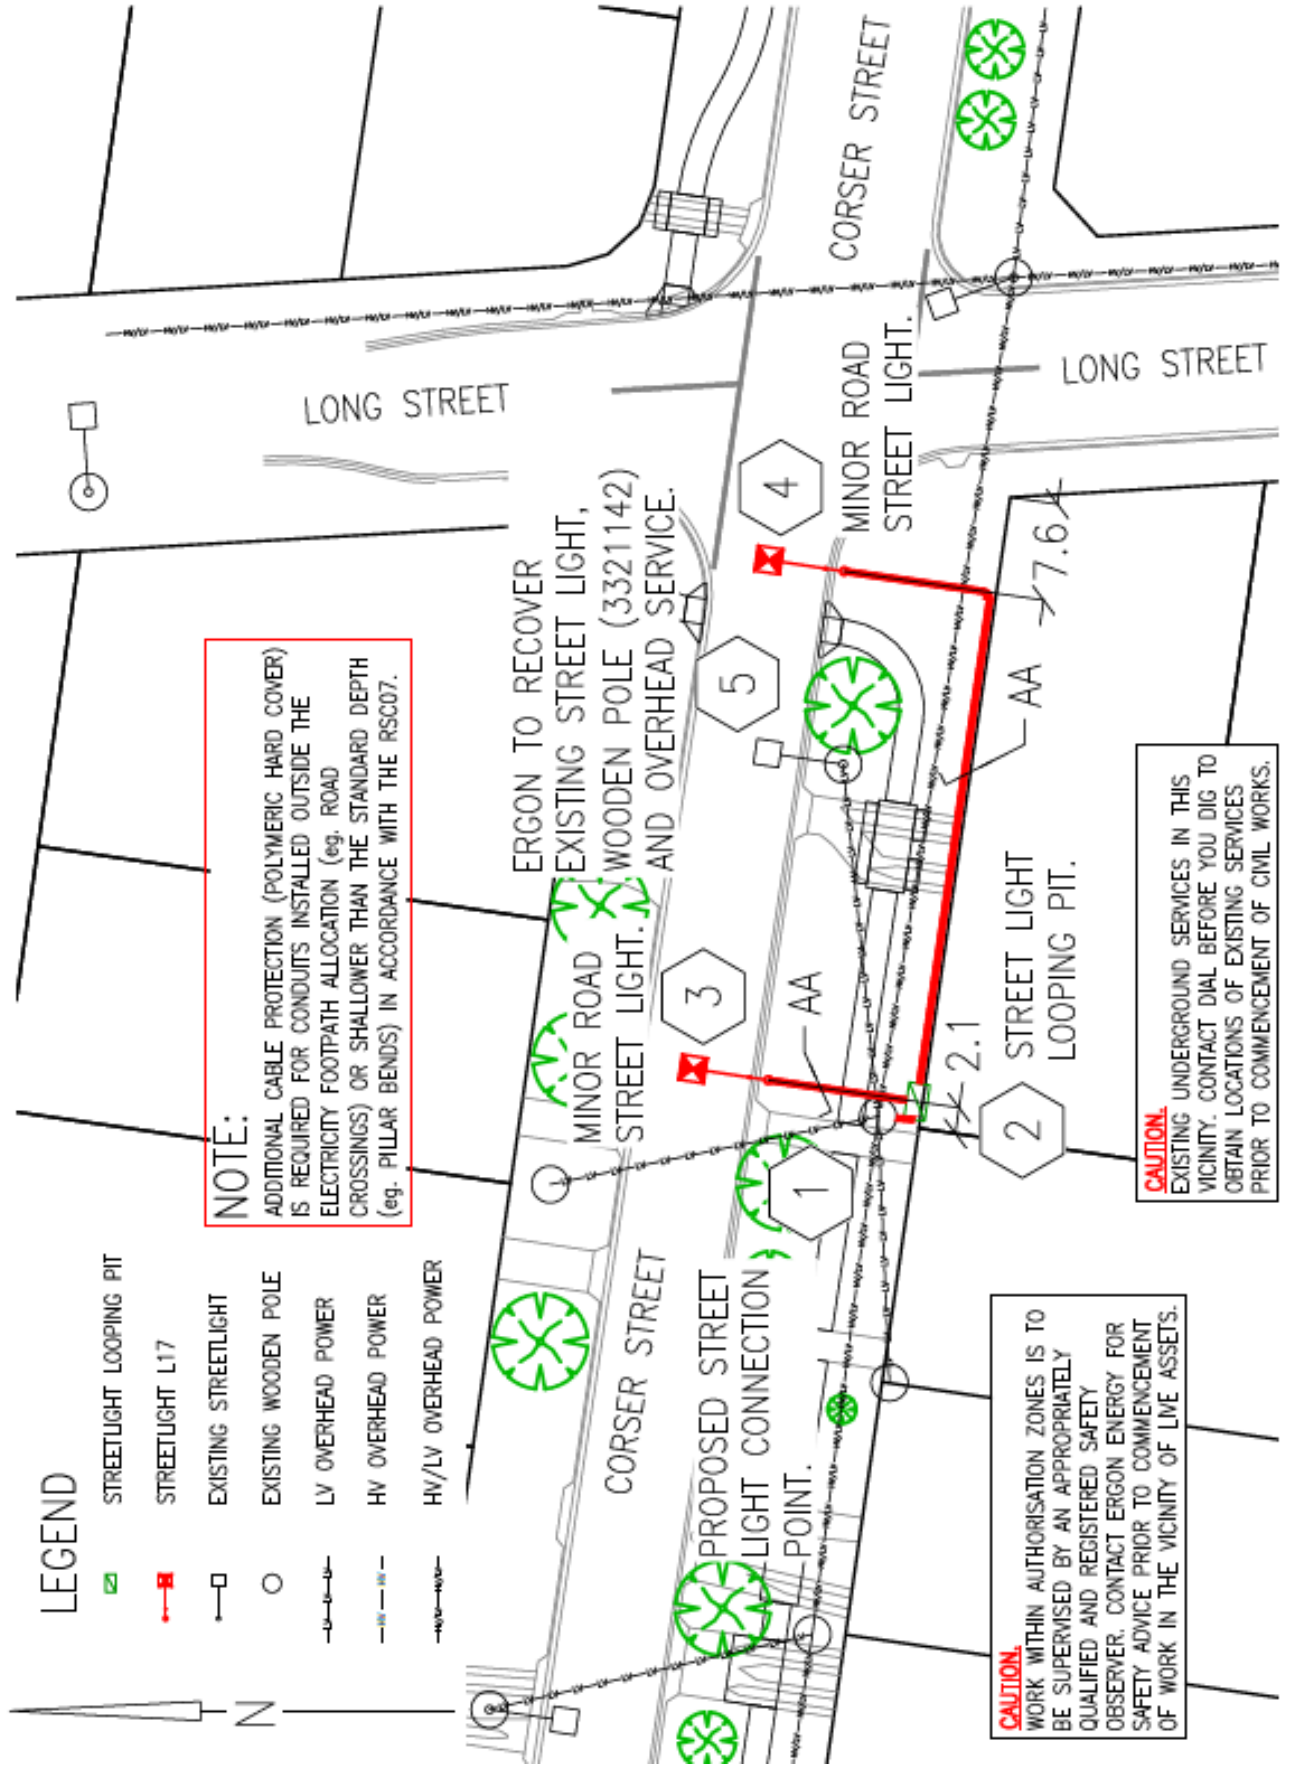 LEGEND
STREETLIGHT LOOPING PIT
STREETLIGHT L17
EXISTING STREETLIGHT
EXISTING WOODEN POLE
LV OVERHEAD POWER
HV OVERHEAD POWER
HV/LV OVERHEAD POWER
N
NOTE:
ADDITIONAL CABLE PROTECTION (POLYMERIC HARD COVER)
IS REQUIRED FOR CONDUITS INSTALLED OUTSIDE THE
ELECTRICITY FOOTPATH ALLOCATION (eg. ROAD
CROSSINGS) OR SHALLOWER THAN THE STANDARD DEPTH
(eg. PILLAR BENDS) IN ACCORDANCE WITH THE RSC07.
LONG STREET
ERGON TO RECOVER
EXISTING STREET LIGHT,
WOODEN POLE (3321142)
AND OVERHEAD SERVICE.
MINOR ROAD
STREET LIGHT.
3
5
4
CORSER STREET
CORSER STREET
MINOR ROAD
STREET LIGHT.
LONG STREET
PROPOSED STREET
LIGHT CONNECTION
POINT.
1
AA
AA
7.6
2.1
2
STREET LIGHT
LOOPING PIT.
CAUTION.
WORK WITHIN AUTHORISATION ZONES IS TO
BE SUPERVISED BY AN APPROPRIATELY
QUALIFIED AND REGISTERED SAFETY
OBSERVER. CONTACT ERGON ENERGY FOR
SAFETY ADVICE PRIOR TO COMMENCEMENT
OF WORK IN THE VICINITY OF LIVE ASSETS.
CAUTION.
EXISTING UNDERGROUND SERVICES IN THIS
VICINITY. CONTACT DIAL BEFORE YOU DIG TO
OBTAIN LOCATIONS OF EXISTING SERVICES
PRIOR TO COMMENCEMENT OF CIVIL WORKS.